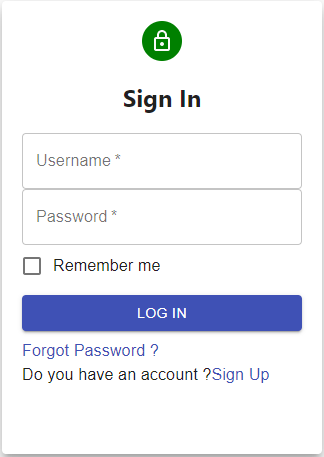 Sign In
Username *
Password *
Remember me
LOG IN
Forgot Password ?
Do you have an account ?Sign Up